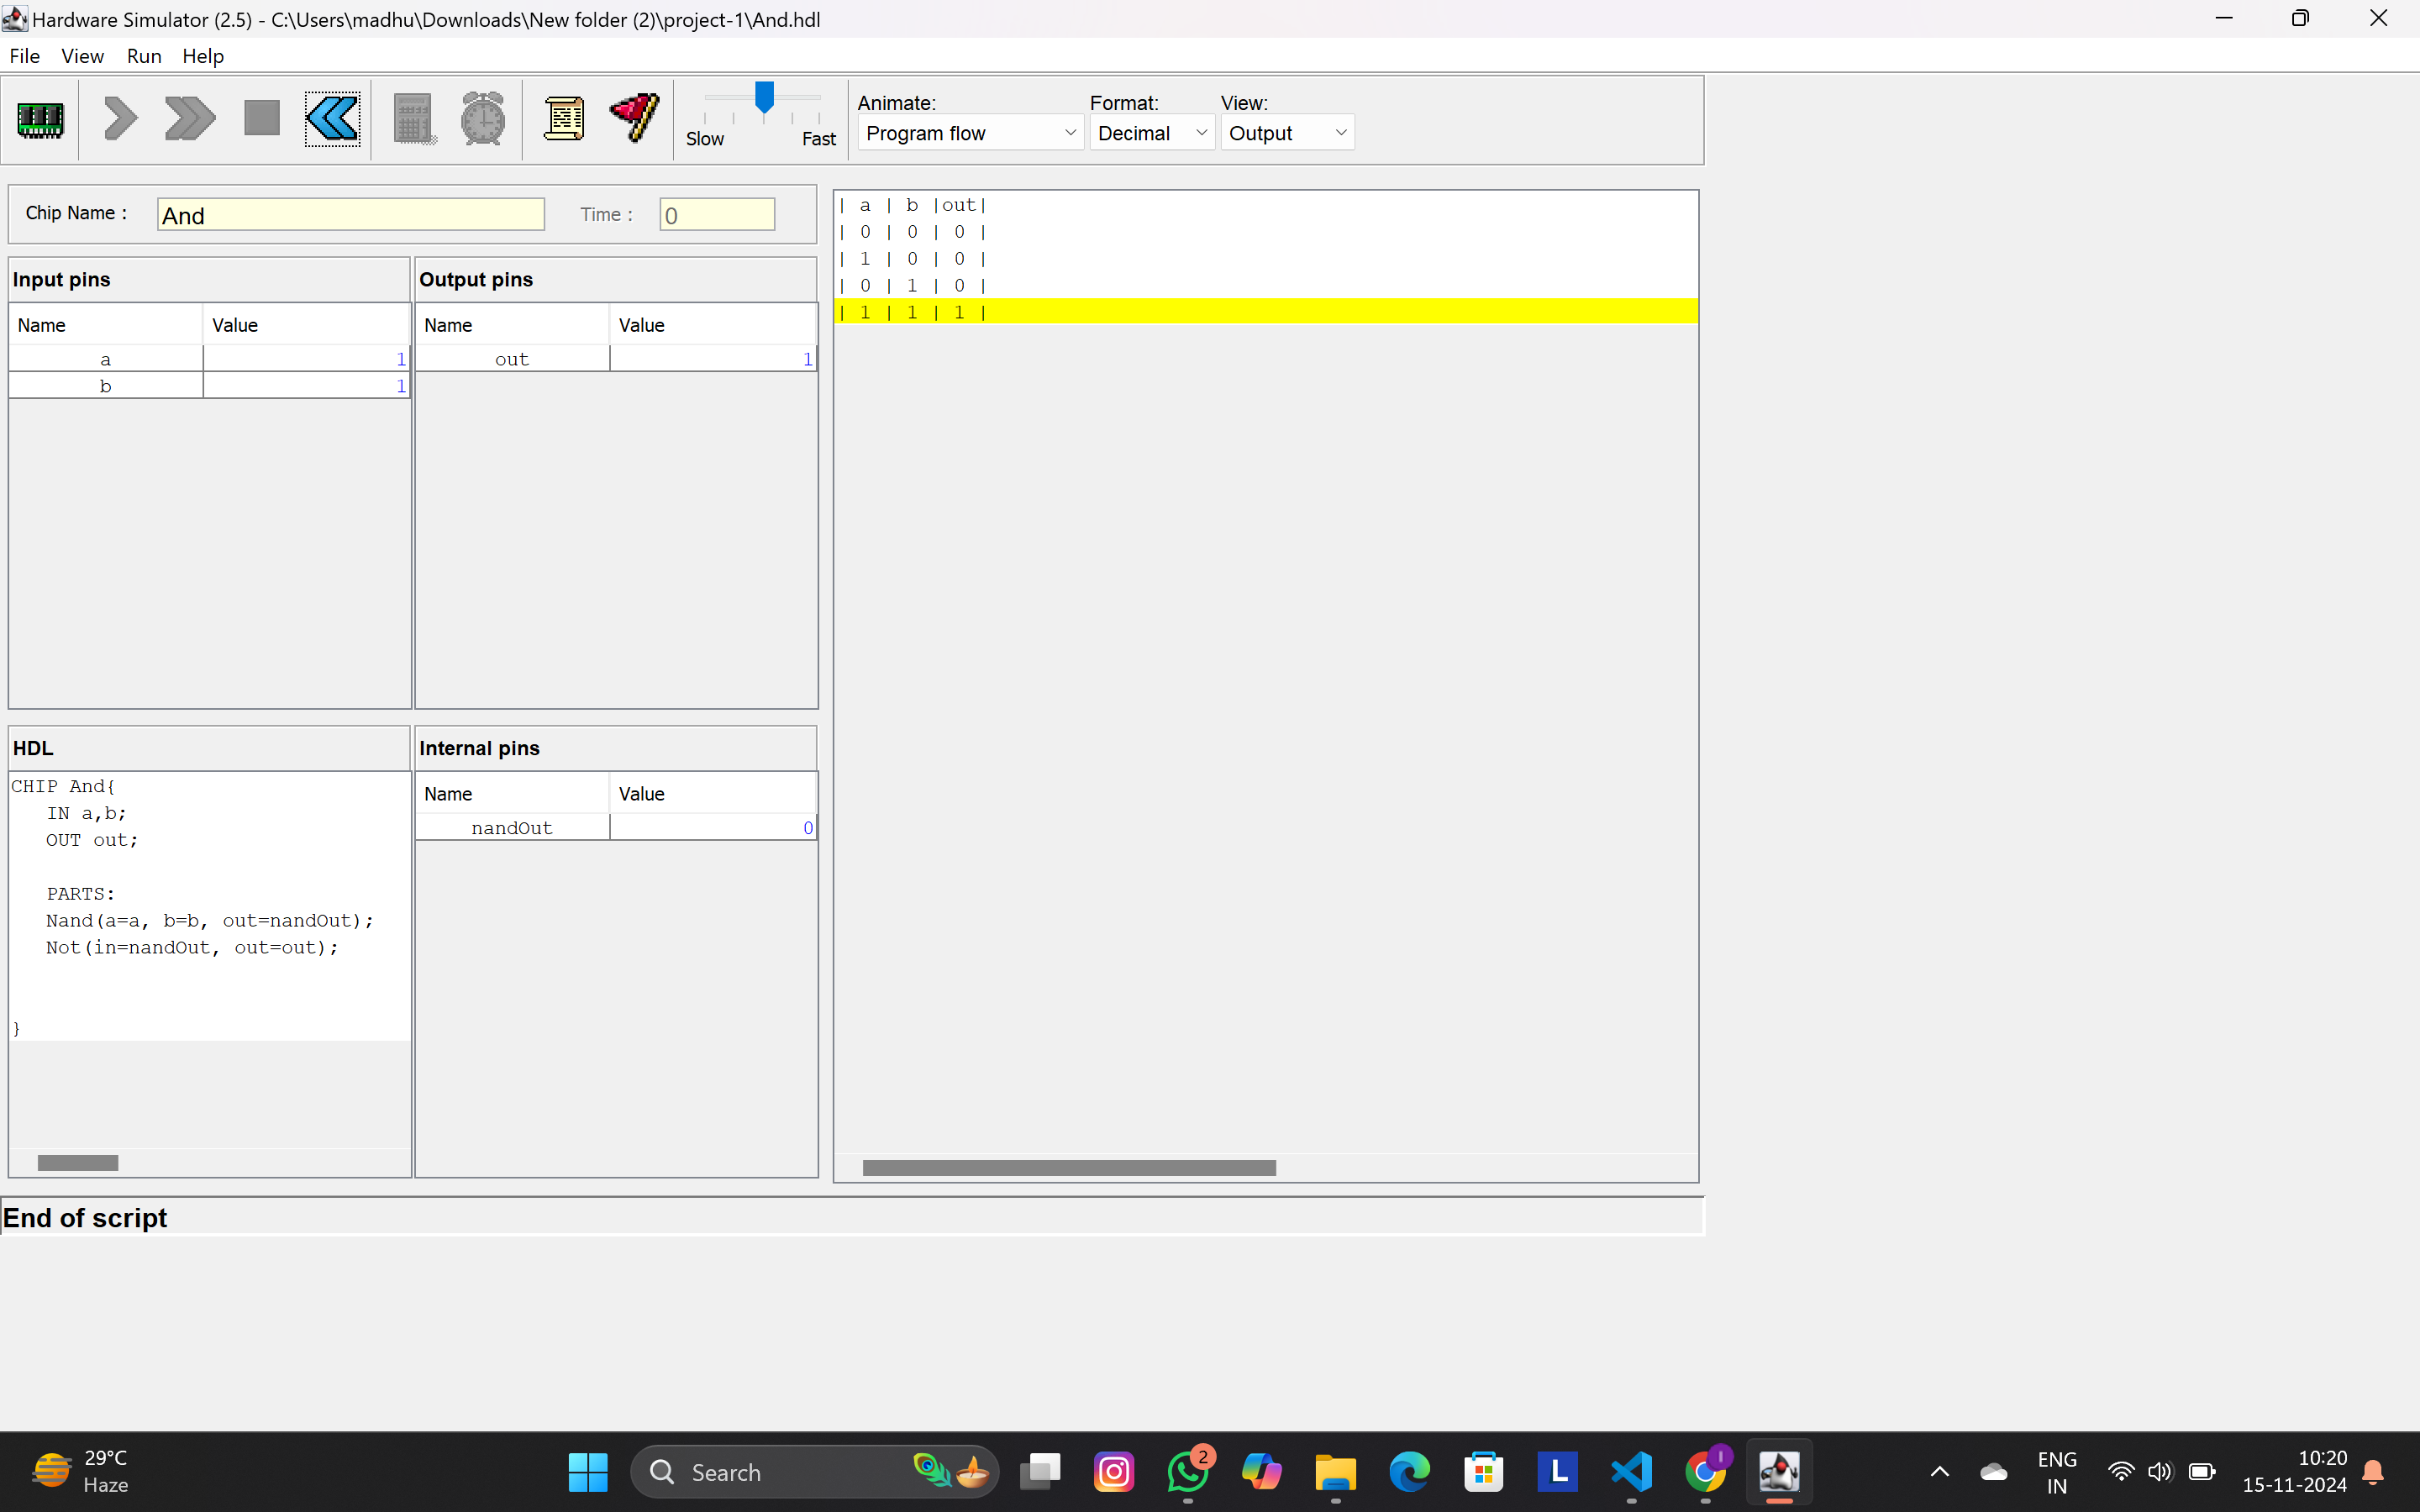 Hardware Simulator (2.5) - C:\Users\madhu\Downloads\New folder (2)\project-1\And.hdl
File View Run Help
Slow Fast
Animate: Format: View:
Program flow Decimal Output
Chip Name : And Time : 0
Input pins
Name Value
a 1
b 1
Output pins
Name Value
out 1
| a | b |out|
| 0 | 0 | 0 |
| 1 | 0 | 0 |
| 0 | 1 | 0 |
| 1 | 1 | 1 |
HDL
CHIP And{
IN a,b;
OUT out;
PARTS:
Nand(a=a, b=b, out=nandOut);
Not(in=nandOut, out=out);
}
Internal pins
Name Value
nandOut 0
End of script
29°C
Haze
Search
2
L
I
ENG
IN
10:20
15-11-2024